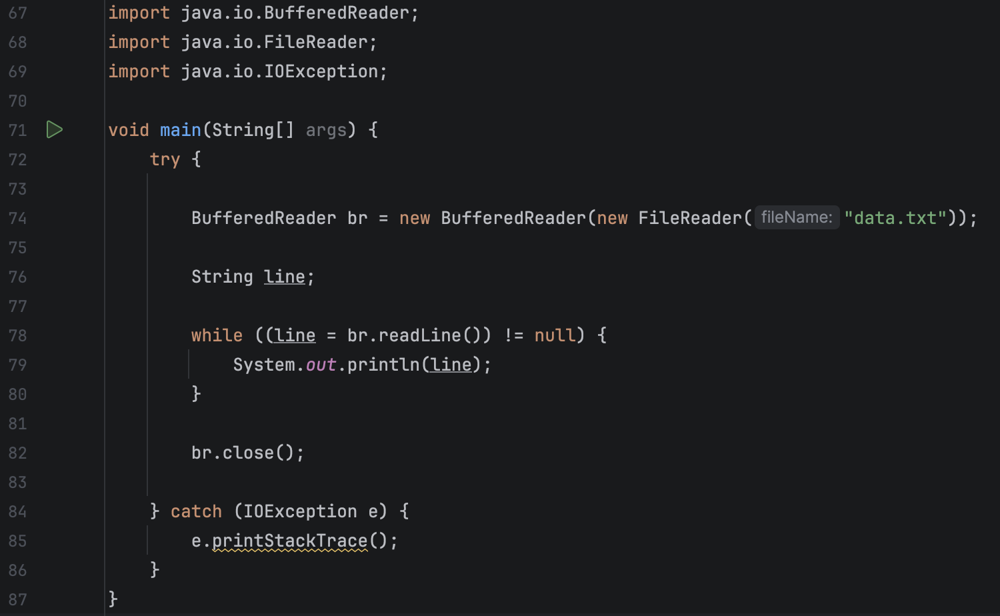 67 import java.io.BufferedReader;
68 import java.io.FileReader;
69 import java.io.IOException;
70
71 void main(String[] args) {
72     try {
73
74         BufferedReader br = new BufferedReader(new FileReader( fileName: "data.txt"));
75
76         String line;
77
78         while ((line = br.readLine()) != null) {
79             System.out.println(line);
80         }
81
82         br.close();
83
84     } catch (IOException e) {
85         e.printStackTrace();
86     }
87 }